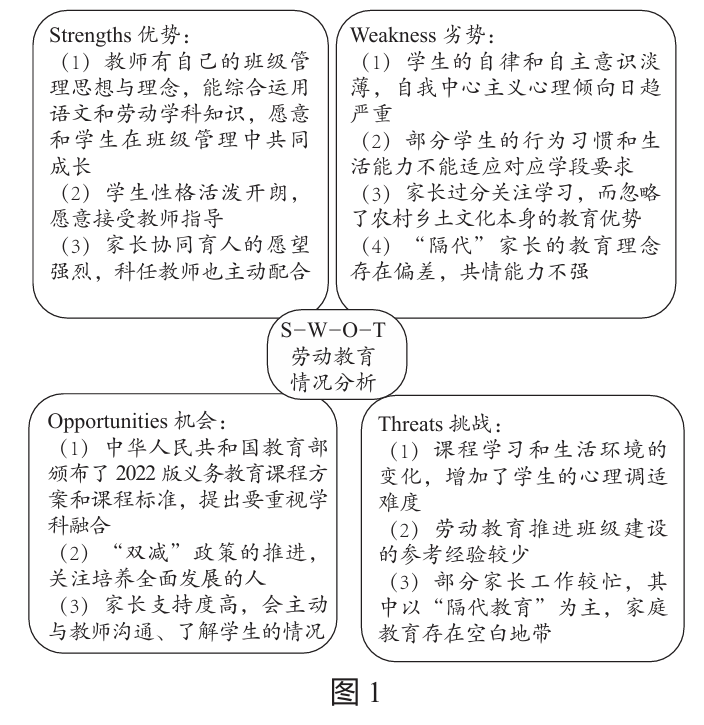 Strengths 优势：
（1）教师有自己的班级管
理思想与理念，能综合运用
语文和劳动学科知识，愿意
和学生在班级管理中共同
成长
（2）学生性格活泼开朗，
愿意接受教师指导
（3）家长协同育人的愿望
强烈，科任教师也主动配合
Weakness 劣势：
（1）学生的自律和自主意识淡
薄，自我中心主义心理倾向日趋
严重
（2）部分学生的行为习惯和生
活能力不能适应对应学段要求
（3）家长过分关注学习，而忽略
了农村乡土文化本身的教育优势
（4）“隔代”家长的教育理念
存在偏差，共情能力不强
S-W-O-T
劳动教育
情况分析
Opportunities 机会：
（1）中华人民共和国教育部
颁布了 2022 版义务教育课程方
案和课程标准，提出要重视学
科融合
（2）“双减”政策的推进，
关注培养全面发展的人
（3）家长支持度高，会主动
与教师沟通、了解学生的情况
Threats 挑战：
（1）课程学习和生活环境的
变化，增加了学生的心理调适
难度
（2）劳动教育推进班级建设
的参考经验较少
（3）部分家长工作较忙，其
中以“隔代教育”为主，家庭
教育存在空白地带
图 1